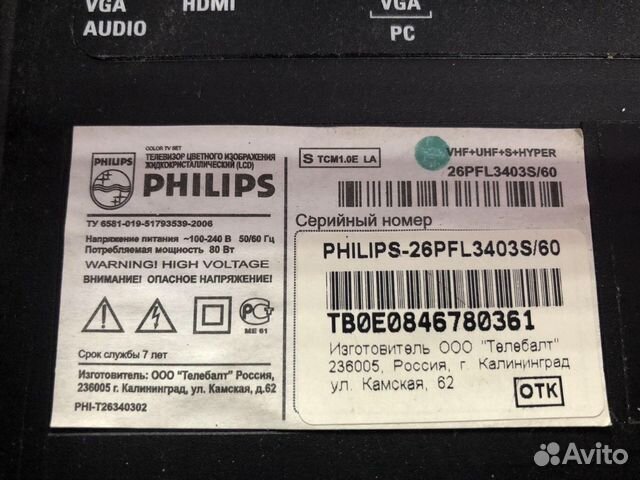 VGA HDMI VGA
AUDIO PC
PHILIPS
COLOR TV SET
ТЕЛЕВИЗОР ЦВЕТНОГО ИЗОБРАЖЕНИЯ
ЖИДКОКРИСТАЛЛИЧЕСКИЙ (LCD)
PHILIPS
ТУ 6581-019-51793539-2006
Напряжение питания ~100-240 В 50/60 Гц
Потребляемая мощность 80 Вт
WARNING! HIGH VOLTAGE
ВНИМАНИЕ! ОПАСНОЕ НАПРЯЖЕНИЕ!
РСТ
МЕ 61
Срок службы 7 лет
Изготовитель: ООО "Телебалт" Россия,
236005 г. Калининград, ул. Камская, д.62
PHI-T26340302
S TCM1.0E LA
VHF+UHF+S+HYPER
26PFL3403S/60
Серийный номер
PHILIPS-26PFL3403S/60
TB0E0846780361
Изготовитель ООО "Телебалт"
236005, Россия, г. Калининград
ул. Камская, 62
ОТК
Avito